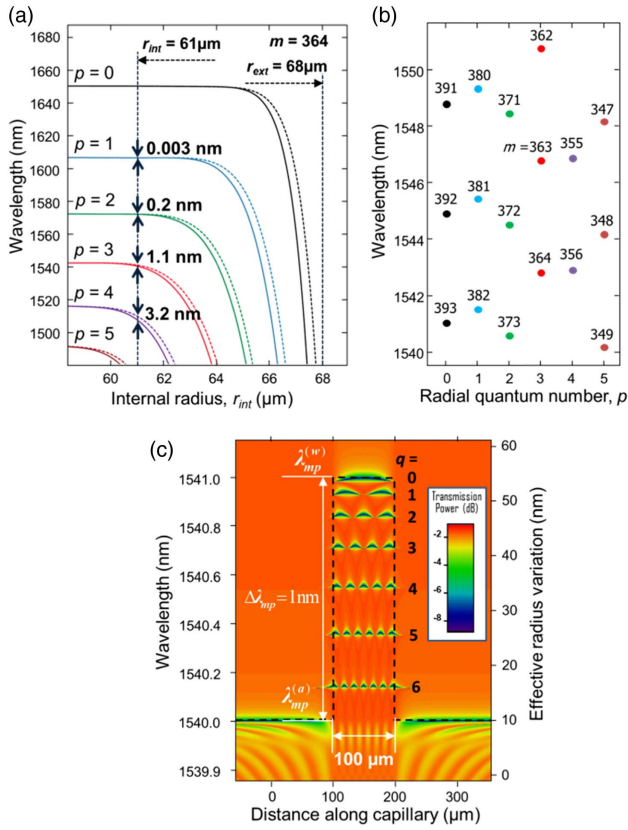 (a)
r_int = 61μm
m = 364
r_ext = 68μm
p = 0
p = 1
0.003 nm
p = 2
0.2 nm
p = 3
1.1 nm
p = 4
3.2 nm
p = 5
1680
1660
1640
1620
1600
1580
1560
1540
1520
1500
Wavelength (nm)
60
62
64
66
68
Internal radius, r_int (μm)
(b)
362
380
391
371
347
m = 363
355
381
392
372
348
364
356
382
393
373
349
1550
1548
1546
1544
1542
1540
Wavelength (nm)
0
1
2
3
4
5
Radial quantum number, p
(c)
λ_mp^(w)
q =
0
1
2
3
4
5
6
Transmission
Power (dB)
-2
-4
-6
-8
Δλ_mp=1nm
λ_mp^(a)
100 μm
1541.0
1540.8
1540.6
1540.4
1540.2
1540.0
1539.9
Wavelength (nm)
60
50
40
30
20
10
0
Effective radius variation (nm)
0
100
200
300
Distance along capillary (μm)